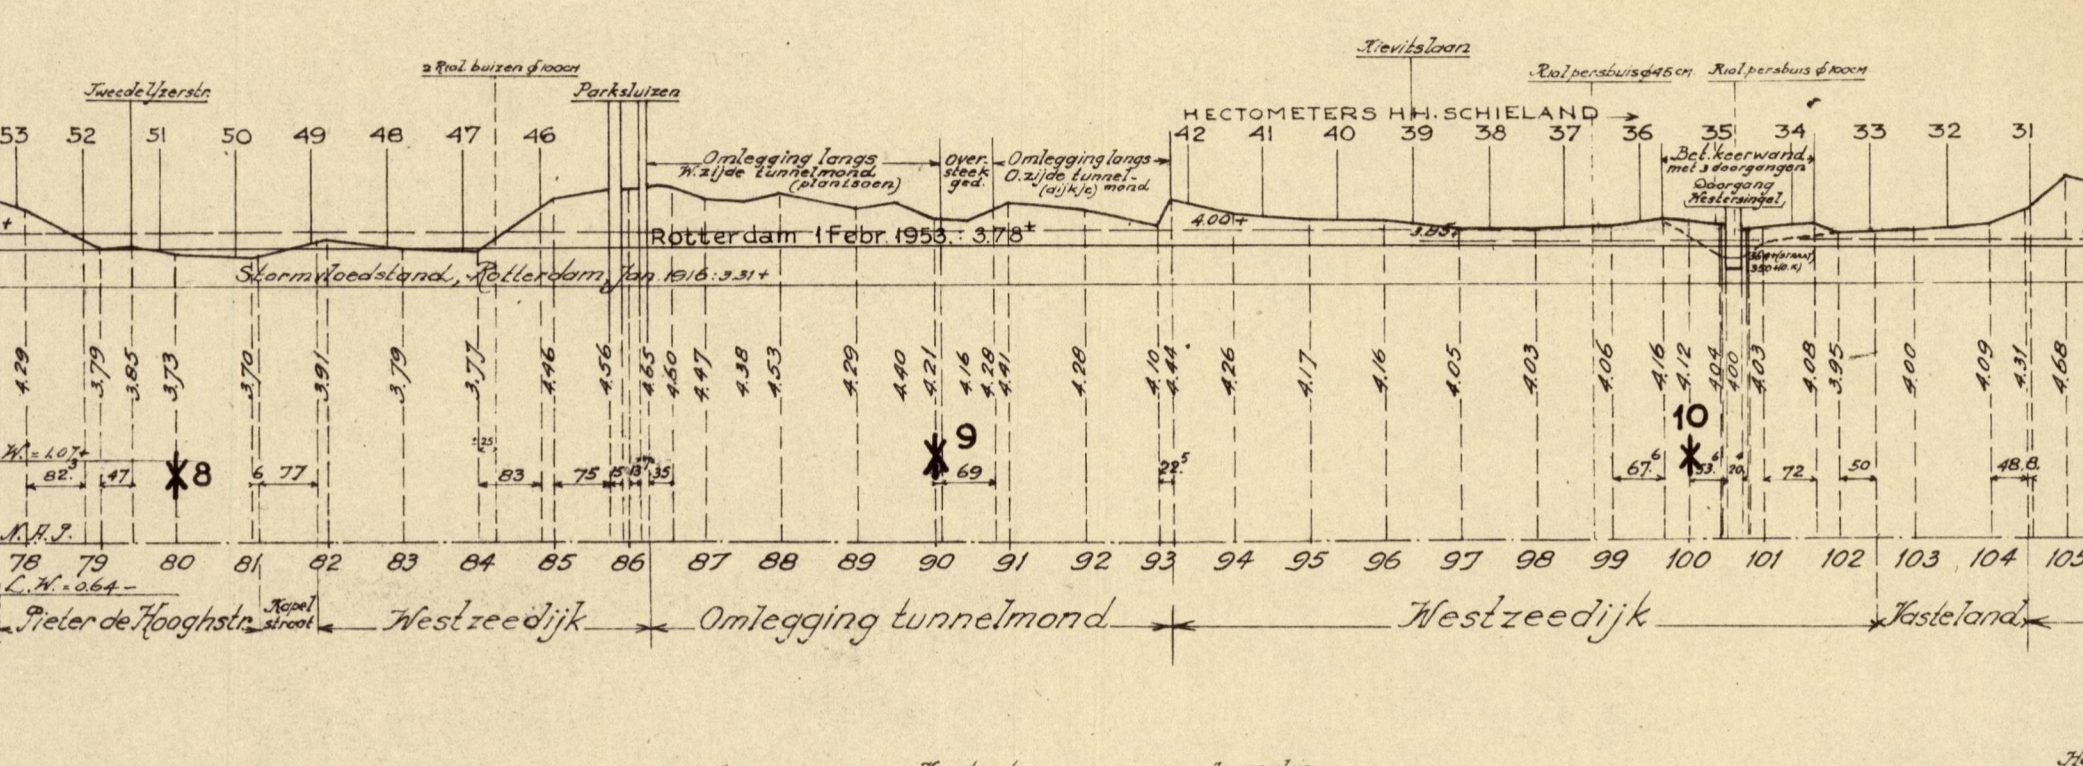 Kievitslaan
2 Riol. buizen ϕ 100cm
Riol.persbuis ϕ45 cm.
Riol.persbuis ϕ 100cm
Tweede IJzerstr.
Parksluizen
HECTOMETERS H.H. SCHIELAND →
53 52 51 50 49 48 47 46
42 41 40 39 38 37 36 35 34 33 32 31
Omlegging langs
W. zijde tunnelmond
(plantsoen)
over-
steek
ged.
Omlegging langs
O. zijde tunnel-
(dijkje) mond
Bet. keerwand
met 3 doorgangen
Doorgang
Westersingel
4.00+
3.85+
Rotterdam 1 Febr. 1953 : 3.78+
Stormvloedstand, Rotterdam, Jan. 1916 : 3.31+
4.29 3.79 3.85 3.73 3.70 3.91 3.79 3.77 4.46 4.56 4.65 4.60 4.47 4.38 4.53 4.29 4.40 4.21 4.16 4.28 4.41 4.28 4.10 4.44 4.26 4.17 4.16 4.05 4.03 4.06 4.16 4.12 4.04 4.00 4.03 4.08 3.95 4.00 4.09 4.31 4.68
8 9 10
W. = 1.07+
82.3 47 6 77 ±25 83 75 15 13 35 69 22.5 67.6 53.6 20.4 72 50 48.8
N.A.P.
78 79 80 81 82 83 84 85 86 87 88 89 90 91 92 93 94 95 96 97 98 99 100 101 102 103 104 105
L.W. = 0.64 –
Pieter de Hooghstr.
Kapel
straat
Westzeedijk
Omlegging tunnelmond
Westzeedijk
Vasteland